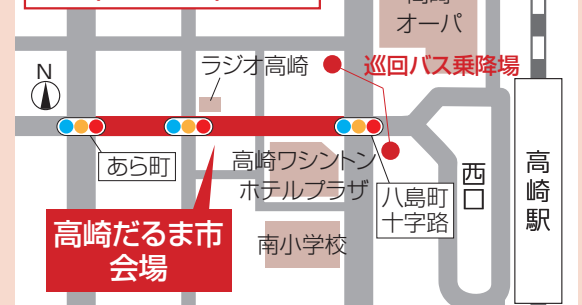 オーパ
ラジオ高崎
巡回バス乗降場
N
あら町
高崎ワシントン
ホテルプラザ
八島町
十字路
西口
高崎駅
高崎だるま市
会場
南小学校